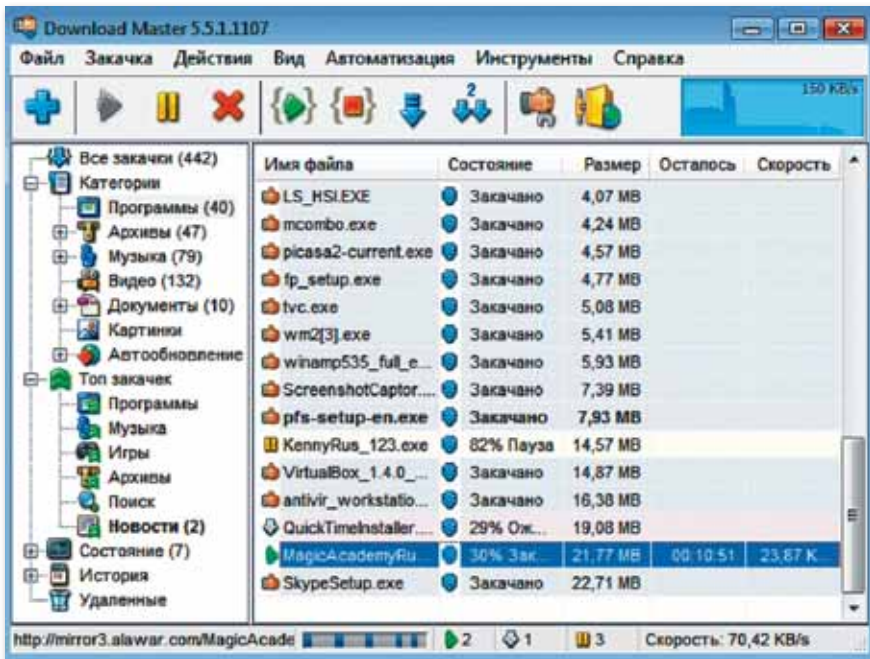 Download Master 5.5.1.1107
Файл Закачка Действия Вид Автоматизация Инструменты Справка
2
150 KB/s
Все закачки (442)
Категории
Программы (40)
Архивы (47)
Музыка (79)
Видео (132)
Документы (10)
Картинки
Автообновление
Топ закачек
Программы
Музыка
Игры
Архивы
Поиск
Новости (2)
Состояние (7)
История
Удаленные
Имя файла Состояние Размер Осталось Скорость
LS_HSI.EXE Закачано 4,07 MB
mcombo.exe Закачано 4,24 MB
picasa2-current.exe Закачано 4,57 MB
fp_setup.exe Закачано 4,77 MB
tvc.exe Закачано 5,08 MB
wm2[3].exe Закачано 5,41 MB
winamp535_full_e... Закачано 5,93 MB
ScreenshotCaptor.... Закачано 7,39 MB
pfs-setup-en.exe Закачано 7,93 MB
KennyRus_123.exe 82% Пауза 14,57 MB
VirtualBox_1.4.0_... Закачано 14,87 MB
antivir_workstatio... Закачано 16,38 MB
QuickTimeInstaller.... 29% Ож... 19,08 MB
MagicAcademyRu... 30% Зак... 21,77 MB 00:10:51 23,87 K...
SkypeSetup.exe Закачано 22,71 MB
http://mirror3.alawar.com/MagicAcade 2 1 3 Скорость: 70,42 KB/s